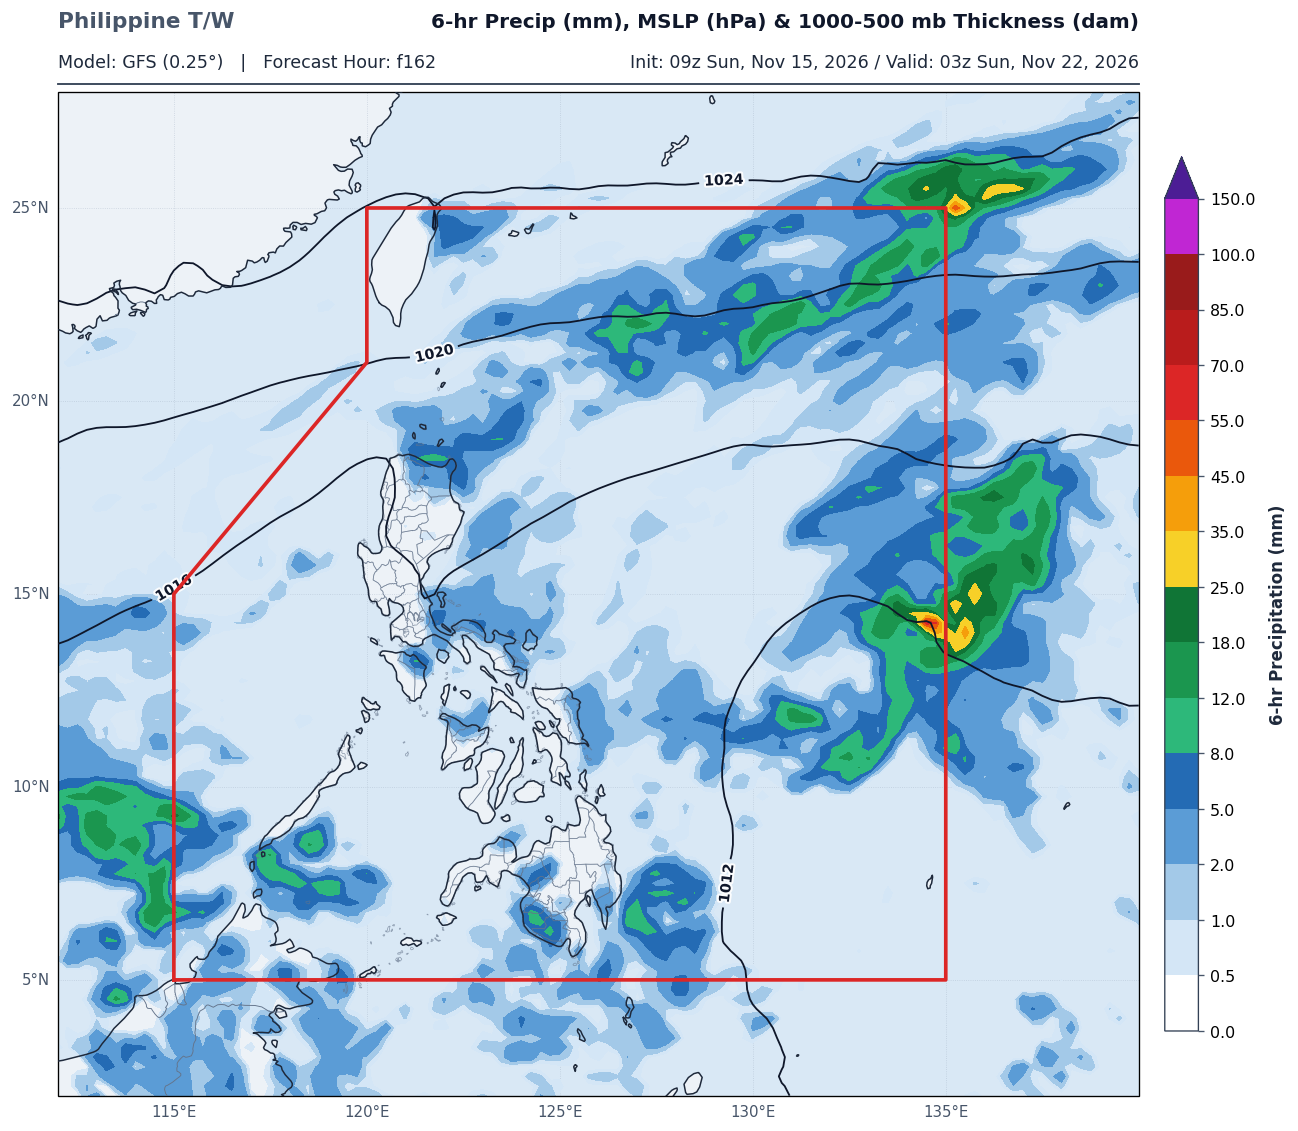 Philippine T/W
6-hr Precip (mm), MSLP (hPa) & 1000-500 mb Thickness (dam)
Model: GFS (0.25°) | Forecast Hour: f162
Init: 09z Sun, Nov 15, 2026 / Valid: 03z Sun, Nov 22, 2026
1024
1020
1016
1012
25°N
20°N
15°N
10°N
5°N
115°E
120°E
125°E
130°E
135°E
150.0
100.0
85.0
70.0
55.0
45.0
35.0
25.0
18.0
12.0
8.0
5.0
2.0
1.0
0.5
0.0
6-hr Precipitation (mm)